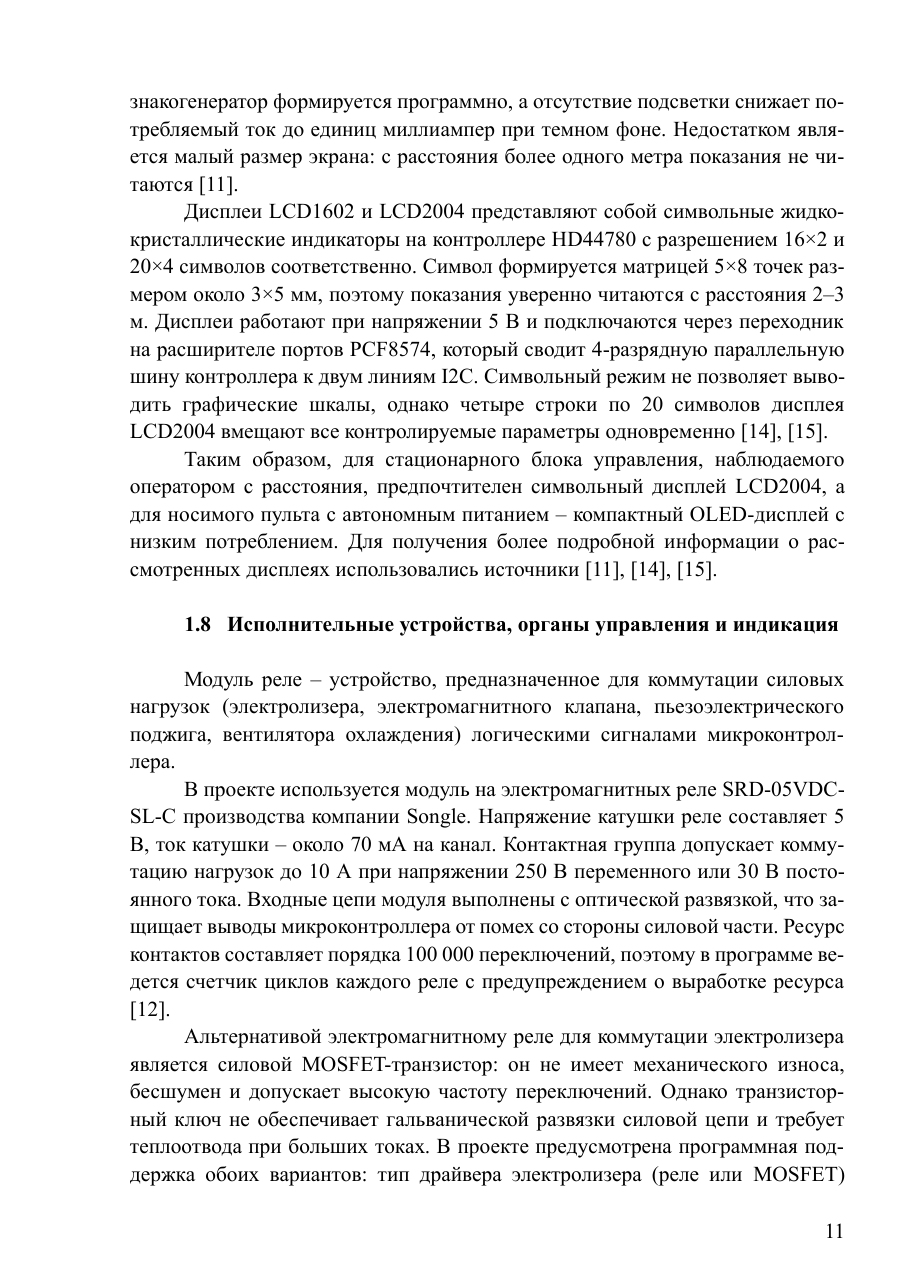 знакогенератор формируется программно, а отсутствие подсветки снижает по-
требляемый ток до единиц миллиампер при темном фоне. Недостатком явля-
ется малый размер экрана: с расстояния более одного метра показания не чи-
таются [11].
Дисплеи LCD1602 и LCD2004 представляют собой символьные жидко-
кристаллические индикаторы на контроллере HD44780 с разрешением 16×2 и
20×4 символов соответственно. Символ формируется матрицей 5×8 точек раз-
мером около 3×5 мм, поэтому показания уверенно читаются с расстояния 2–3
м. Дисплеи работают при напряжении 5 В и подключаются через переходник
на расширителе портов PCF8574, который сводит 4-разрядную параллельную
шину контроллера к двум линиям I2C. Символьный режим не позволяет выво-
дить графические шкалы, однако четыре строки по 20 символов дисплея
LCD2004 вмещают все контролируемые параметры одновременно [14], [15].
Таким образом, для стационарного блока управления, наблюдаемого
оператором с расстояния, предпочтителен символьный дисплей LCD2004, а
для носимого пульта с автономным питанием – компактный OLED-дисплей с
низким потреблением. Для получения более подробной информации о рас-
смотренных дисплеях использовались источники [11], [14], [15].
1.8 Исполнительные устройства, органы управления и индикация
Модуль реле – устройство, предназначенное для коммутации силовых
нагрузок (электролизера, электромагнитного клапана, пьезоэлектрического
поджига, вентилятора охлаждения) логическими сигналами микроконтрол-
лера.
В проекте используется модуль на электромагнитных реле SRD-05VDC-
SL-C производства компании Songle. Напряжение катушки реле составляет 5
В, ток катушки – около 70 мА на канал. Контактная группа допускает комму-
тацию нагрузок до 10 А при напряжении 250 В переменного или 30 В посто-
янного тока. Входные цепи модуля выполнены с оптической развязкой, что за-
щищает выводы микроконтроллера от помех со стороны силовой части. Ресурс
контактов составляет порядка 100 000 переключений, поэтому в программе ве-
дется счетчик циклов каждого реле с предупреждением о выработке ресурса
[12].
Альтернативой электромагнитному реле для коммутации электролизера
является силовой MOSFET-транзистор: он не имеет механического износа,
бесшумен и допускает высокую частоту переключений. Однако транзистор-
ный ключ не обеспечивает гальванической развязки силовой цепи и требует
теплоотвода при больших токах. В проекте предусмотрена программная под-
держка обоих вариантов: тип драйвера электролизера (реле или MOSFET)
11